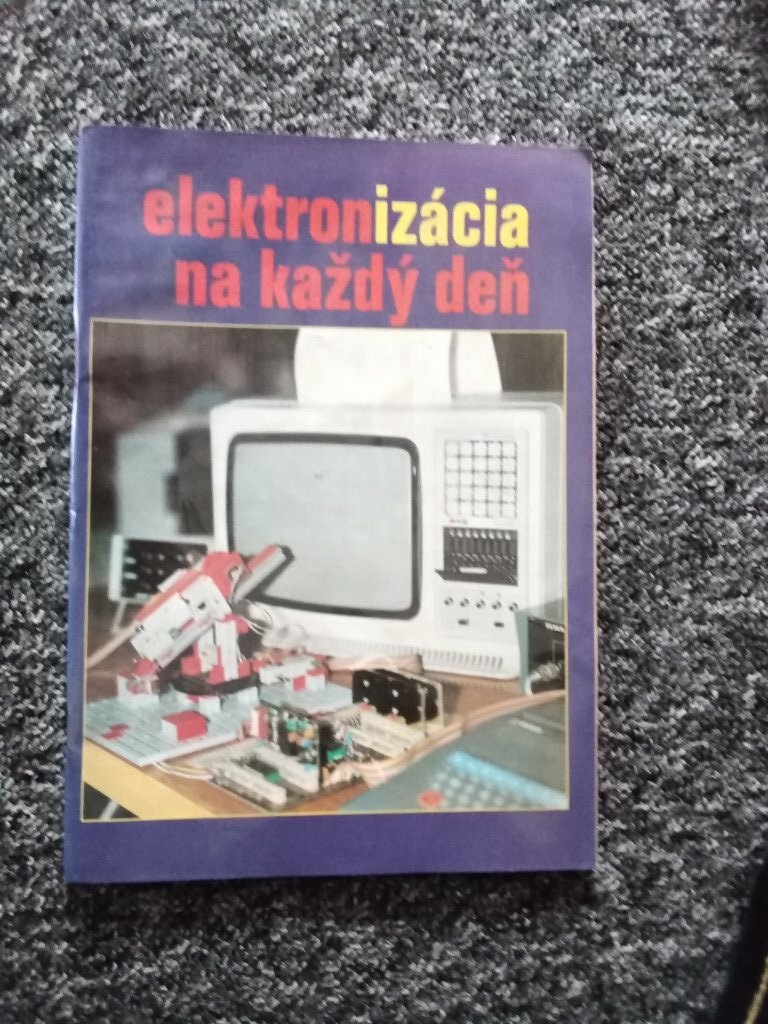 elektronizácia
na každý deň